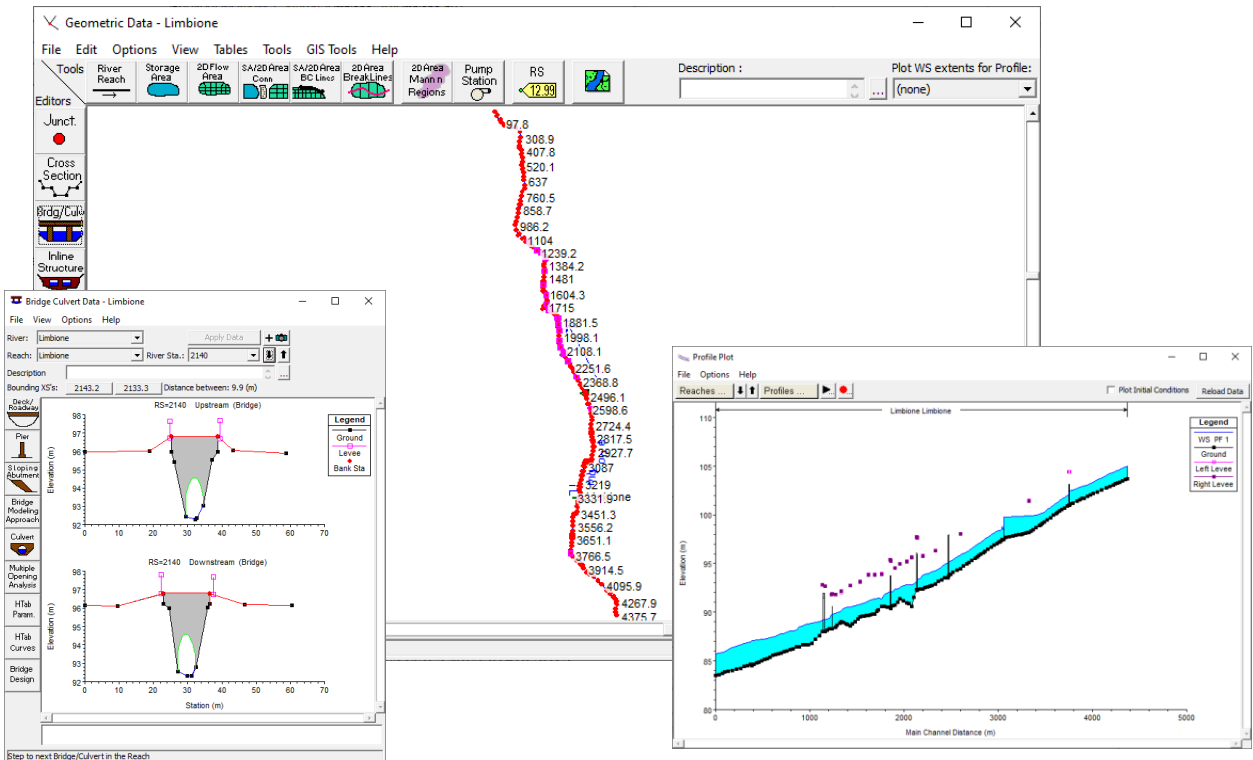 Geometric Data - Limbione
File Edit Options View Tables Tools GIS Tools Help
Tools
Editors
River
Reach
Storage
Area
2D Flow
Area
SA/2D Area
Conn
SA/2D Area
BC Lines
2D Area
BreakLines
2D Area
Mann n
Regions
Pump
Station
RS
12.99
Description :
...
Plot WS extents for Profile:
(none)
Junct.
Cross
Section
Brdg/Culv
Inline
Structure
97.8
308.9
407.8
520.1
637
760.5
858.7
986.2
1104
1239.2
1384.2
1481
1604.3
1715
1881.5
1998.1
2108.1
2251.6
2368.8
2496.1
2598.6
2724.4
2817.5
2927.7
3087
3219
3331.9
3451.3
3556.2
3651.1
3766.5
3914.5
4095.9
4267.9
4375.7
Bridge Culvert Data - Limbione
File View Options Help
River: Limbione Apply Data
Reach: Limbione River Sta.: 2140
Description ...
Bounding XS's: 2143.2 2133.3 Distance between: 9.9 (m)
Deck/
Roadway
Pier
Sloping
Abutment
Bridge
Modeling
Approach
Culvert
Multiple
Opening
Analysis
HTab
Param.
HTab
Curves
Bridge
Design
RS=2140 Upstream (Bridge)
Elevation (m)
98
97
96
95
94
93
92
0 10 20 30 40 50 60 70
Legend
Ground
Levee
Bank Sta
RS=2140 Downstream (Bridge)
Elevation (m)
98
97
96
95
94
93
92
0 10 20 30 40 50 60 70
Station (m)
Step to next Bridge/Culvert in the Reach
Profile Plot
File Options Help
Reaches ... Profiles ... Plot Initial Conditions Reload Data
Limbione Limbione
Legend
WS PF 1
Ground
Left Levee
Right Levee
Elevation (m)
110
105
100
95
90
85
80
0 1000 2000 3000 4000 5000
Main Channel Distance (m)